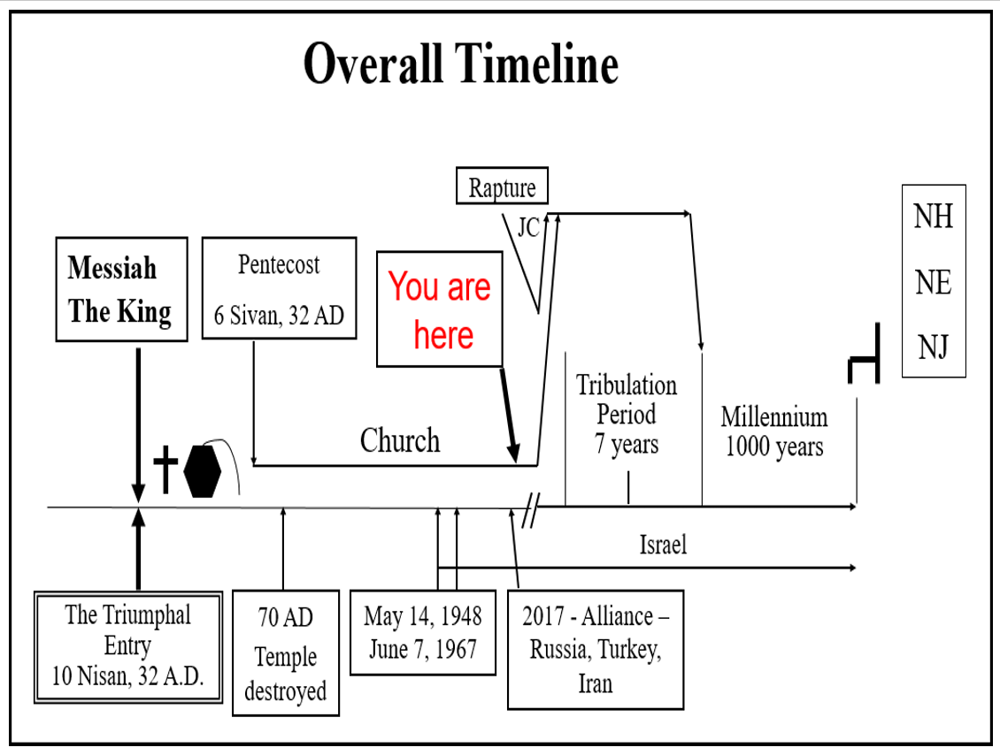 Overall Timeline
Rapture
JC
NH
NE
NJ
Messiah
The King
Pentecost
6 Sivan, 32 AD
You are
here
Tribulation
Period
7 years
Millennium
1000 years
Church
Israel
The Triumphal
Entry
10 Nisan, 32 A.D.
70 AD
Temple
destroyed
May 14, 1948
June 7, 1967
2017 - Alliance –
Russia, Turkey,
Iran